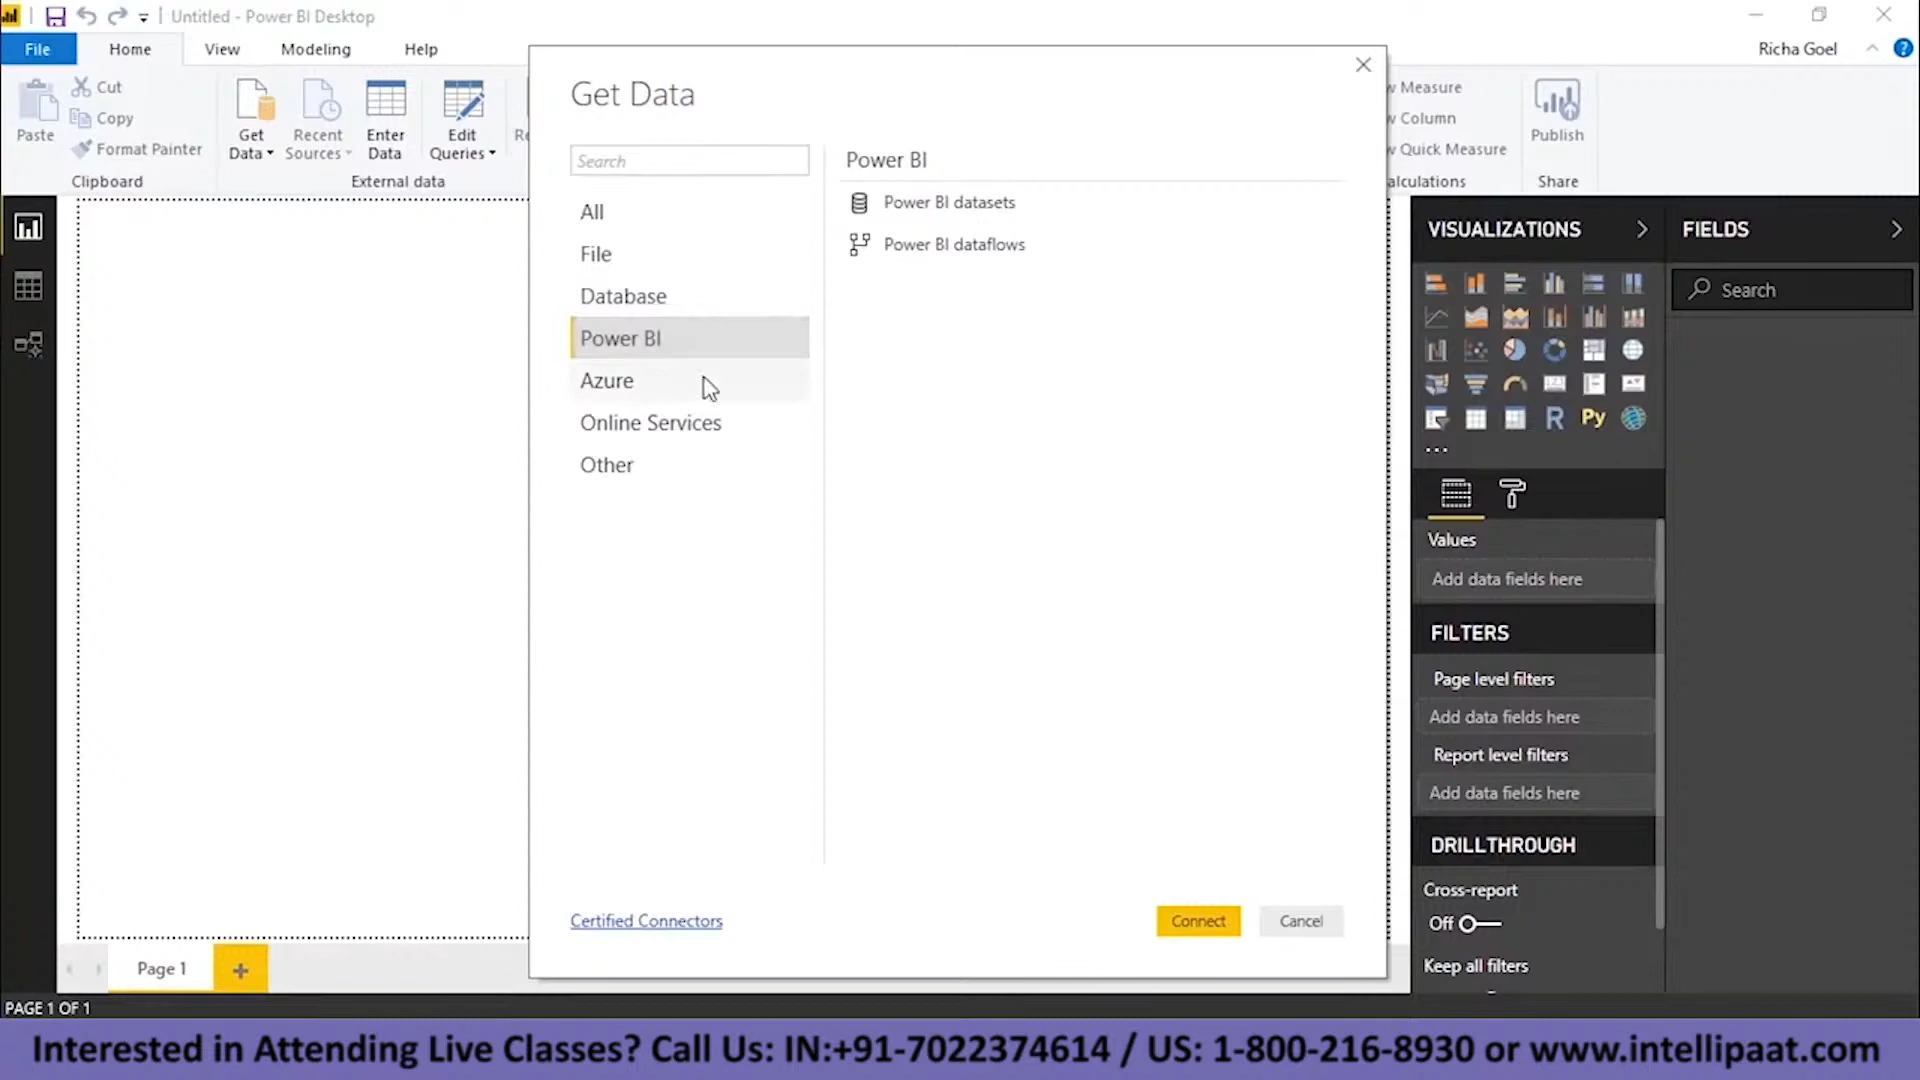 Untitled - Power BI Desktop
File
Home
View
Modeling
Help
Richa Goel
?
Paste
Cut
Copy
Format Painter
Clipboard
Get
Data
Recent
Sources
Enter
Data
Edit
Queries
External data
Measure
Column
Quick Measure
Publish
Share
Get Data
Search
All
File
Database
Power BI
Azure
Online Services
Other
Power BI
Power BI datasets
Power BI dataflows
Certified Connectors
Connect
Cancel
VISUALIZATIONS
R
Py
...
Values
Add data fields here
FILTERS
Page level filters
Add data fields here
Report level filters
Add data fields here
DRILLTHROUGH
Cross-report
Off
Keep all filters
FIELDS
Search
Page 1
+
PAGE 1 OF 1
Interested in Attending Live Classes? Call Us: IN:+91-7022374614 / US: 1-800-216-8930 or www.intellipaat.com